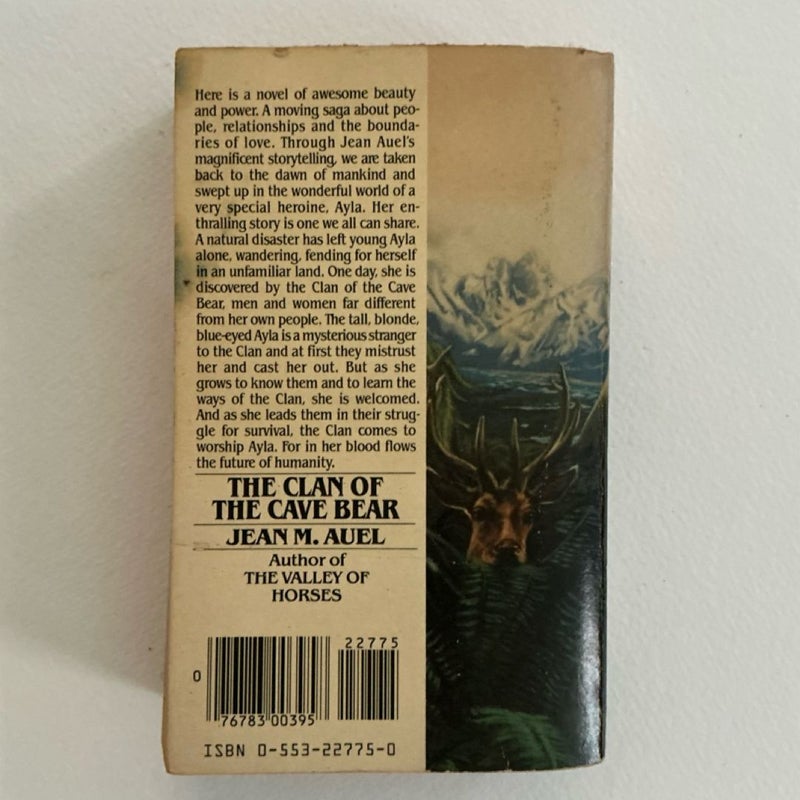 Here is a novel of awesome beauty
and power. A moving saga about peo-
ple, relationships and the bounda-
ries of love. Through Jean Auel's
magnificent storytelling, we are taken
back to the dawn of mankind and
swept up in the wonderful world of a
very special heroine, Ayla. Her en-
thralling story is one we all can share.
A natural disaster has left young Ayla
alone, wandering, fending for herself
in an unfamiliar land. One day, she is
discovered by the Clan of the Cave
Bear, men and women far different
from her own people. The tall, blonde,
blue-eyed Ayla is a mysterious stranger
to the Clan and at first they mistrust
her and cast her out. But as she
grows to know them and to learn the
ways of the Clan, she is welcomed.
And as she leads them in their strug-
gle for survival, the Clan comes to
worship Ayla. For in her blood flows
the future of humanity.
THE CLAN OF
THE CAVE BEAR
JEAN M. AUEL
Author of
THE VALLEY OF
HORSES
22775
0
76783 00395
ISBN 0-553-22775-0